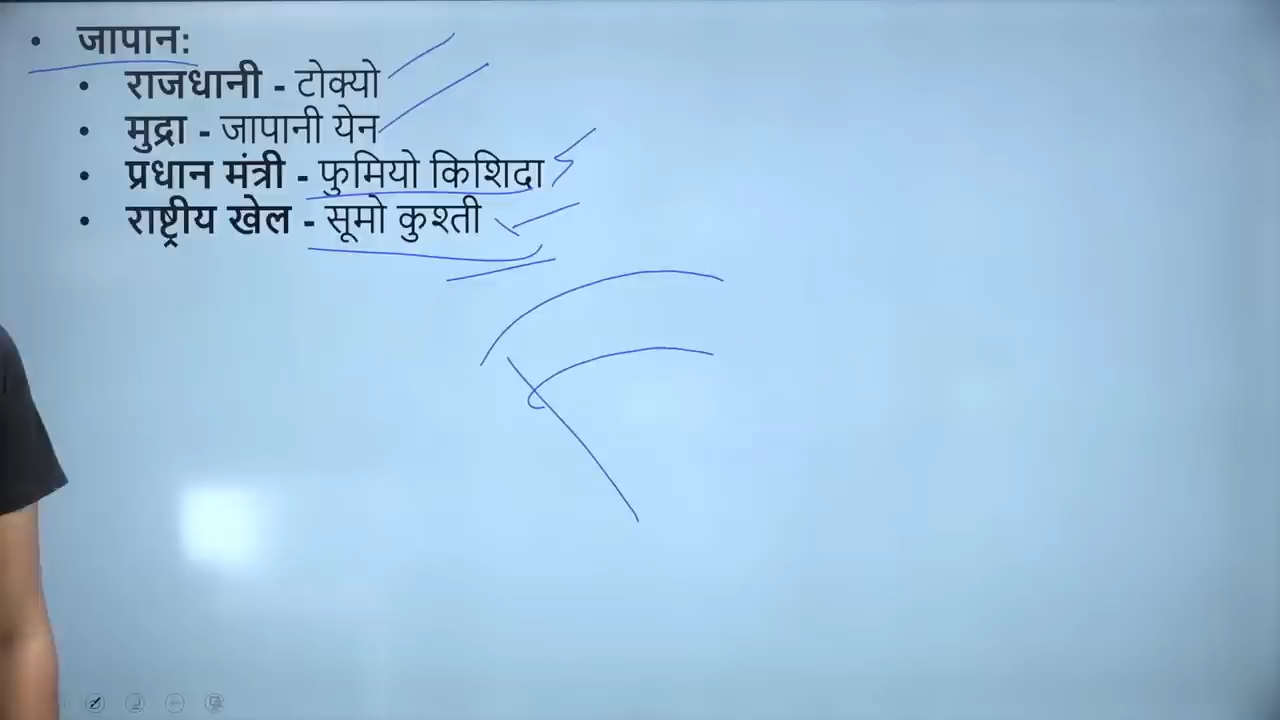 • जापान:
• राजधानी - टोक्यो
• मुद्रा - जापानी येन
• प्रधान मंत्री - फुमियो किशिदा
• राष्ट्रीय खेल - सूमो कुश्ती